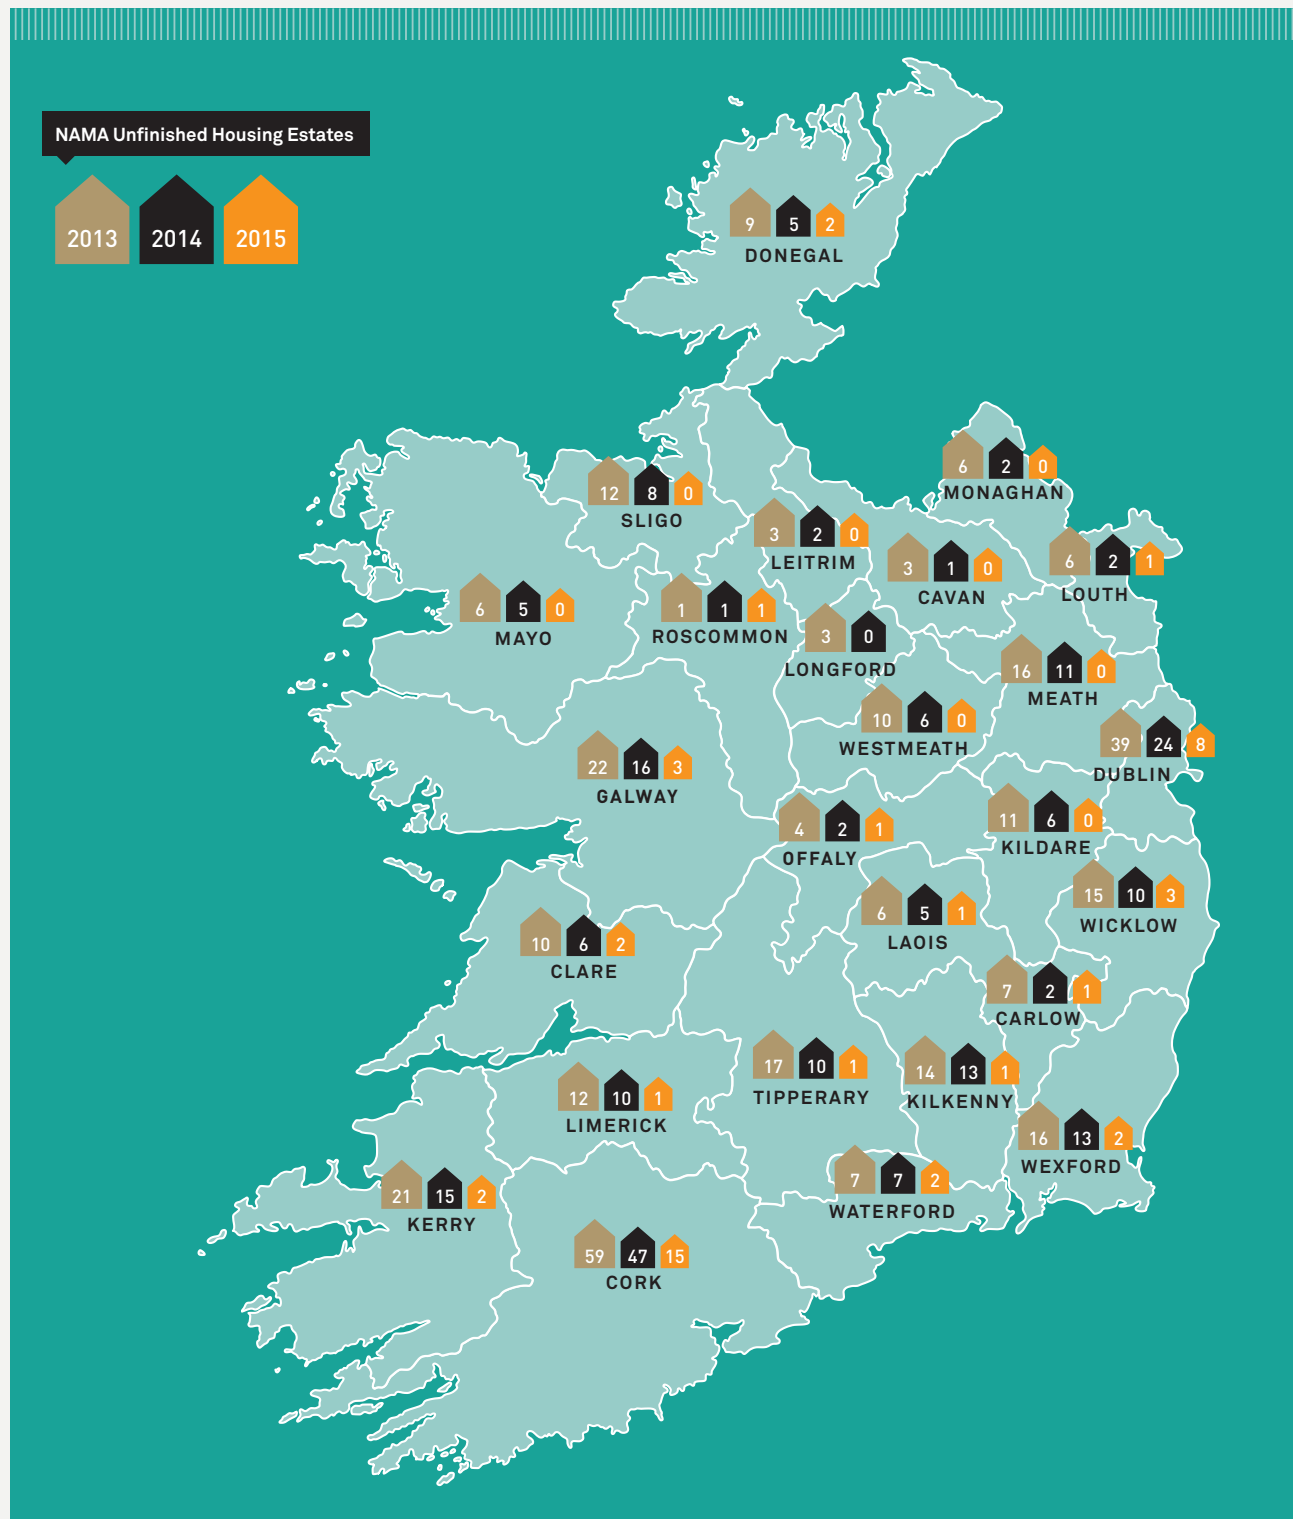 NAMA Unfinished Housing Estates
2013 2014 2015
9 5 2
DONEGAL
6 2 0
MONAGHAN
12 8 0
SLIGO
3 2 0
LEITRIM
3 1 0
CAVAN
6 2 1
LOUTH
6 5 0
MAYO
1 1 1
ROSCOMMON
3 0
LONGFORD
16 11 0
MEATH
10 6 0
WESTMEATH
39 24 8
DUBLIN
22 16 3
GALWAY
4 2 1
OFFALY
11 6 0
KILDARE
15 10 3
WICKLOW
6 5 1
LAOIS
10 6 2
CLARE
7 2 1
CARLOW
17 10 1
TIPPERARY
14 13 1
KILKENNY
12 10 1
LIMERICK
16 13 2
WEXFORD
7 7 2
WATERFORD
21 15 2
KERRY
59 47 15
CORK